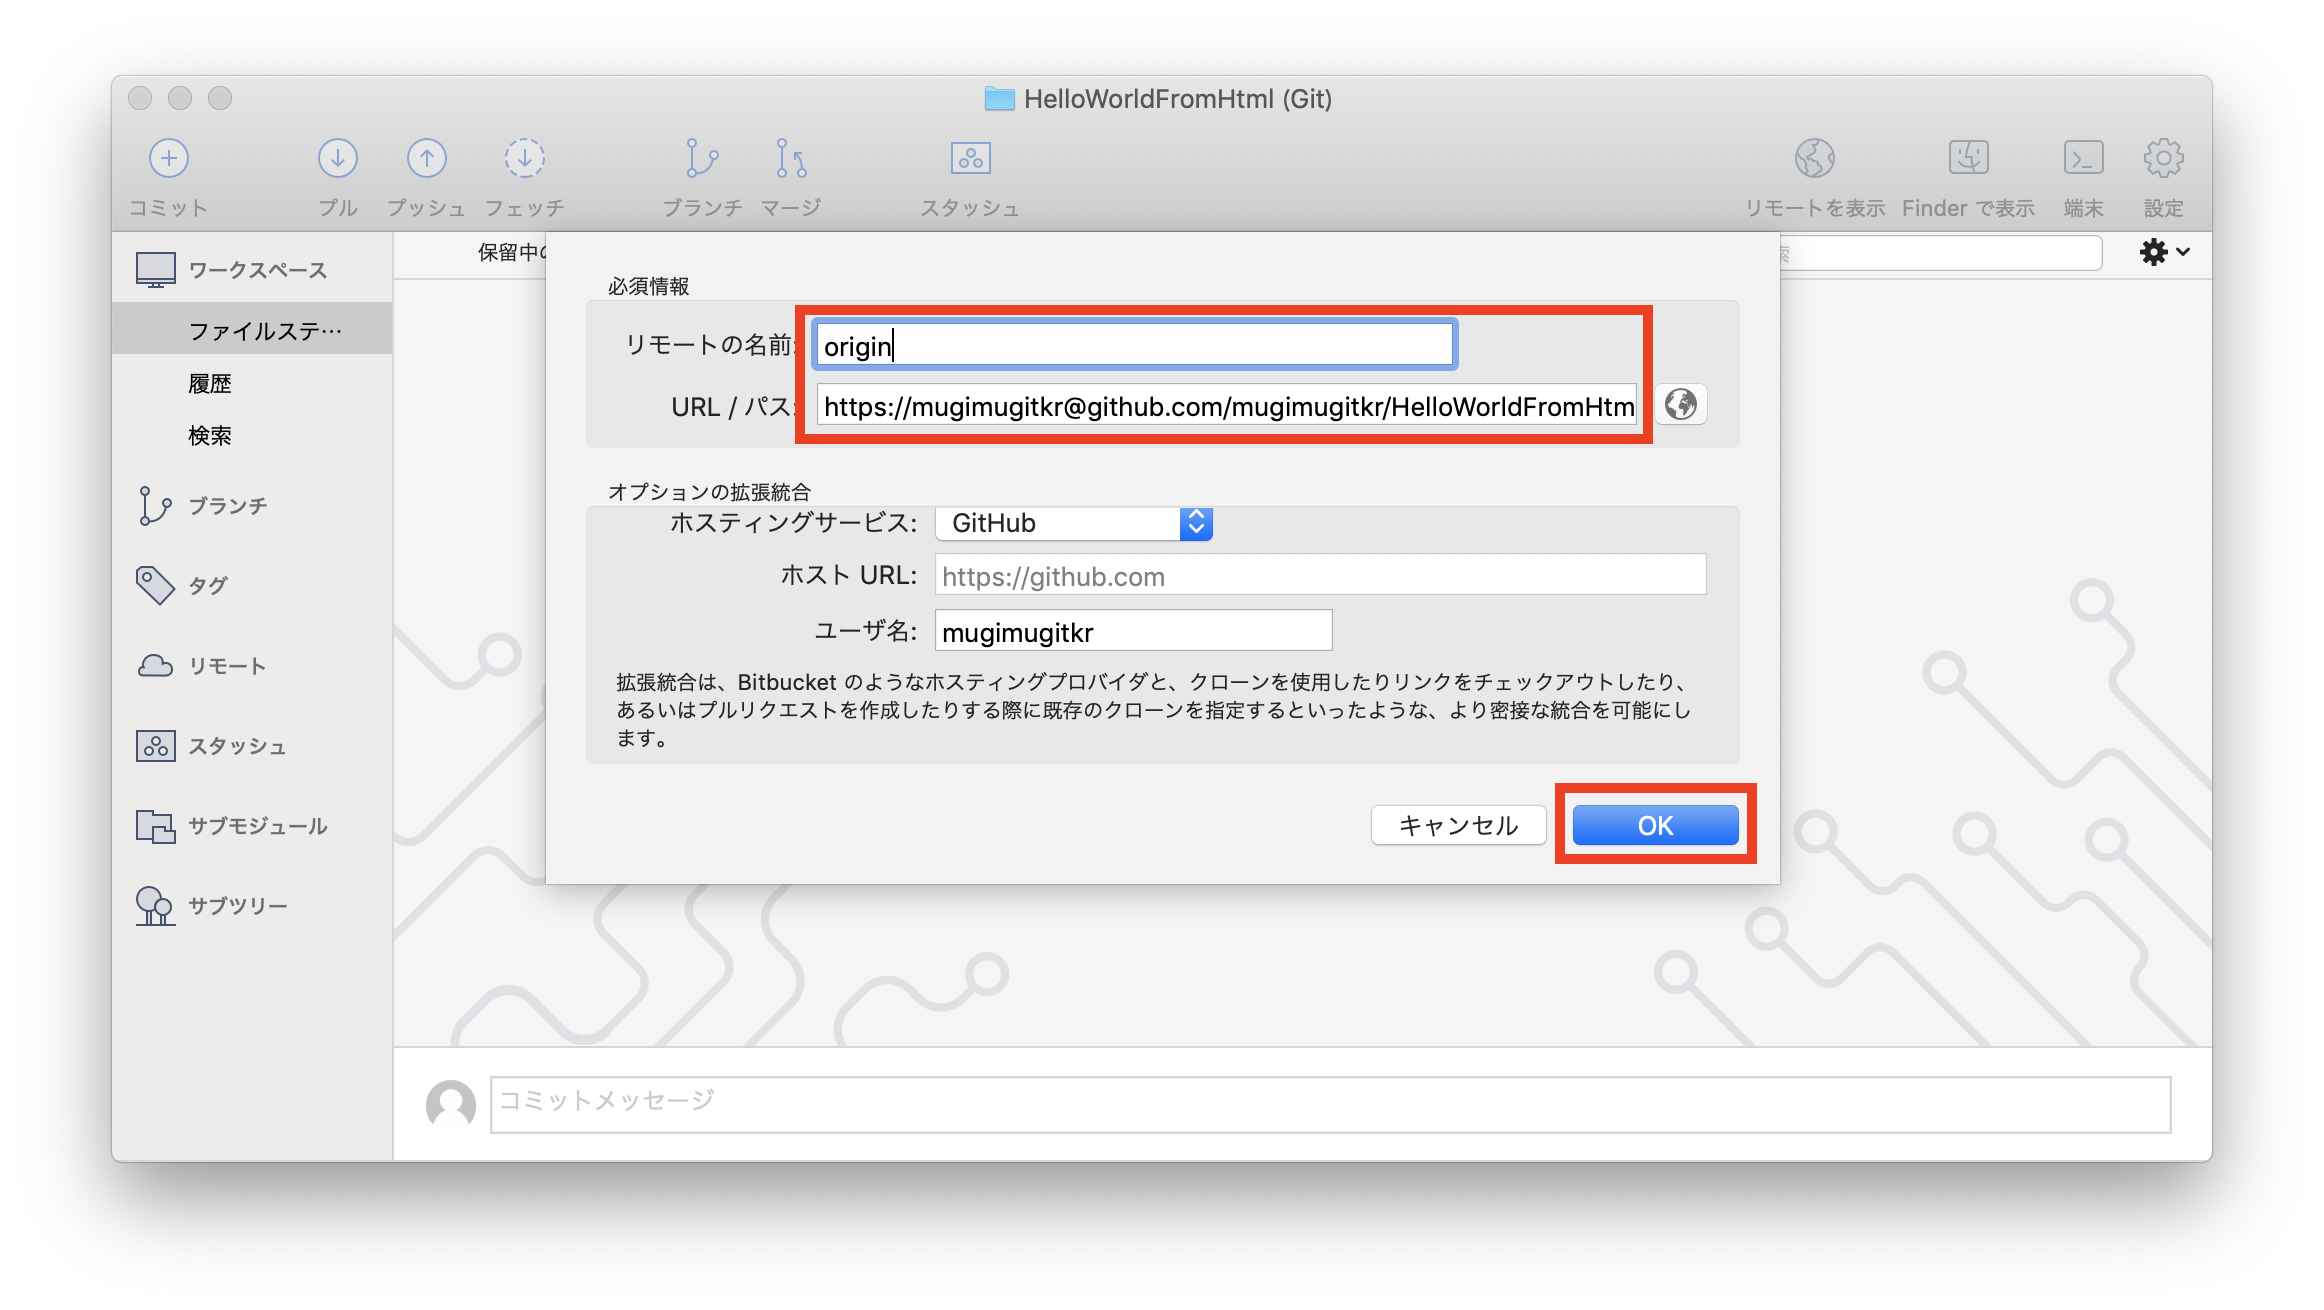 HelloWorldFromHtml (Git)
コミット
プル
プッシュ
フェッチ
ブランチ
マージ
スタッシュ
リモートを表示
Finder で表示
端末
設定
ワークスペース
ファイルステ…
履歴
検索
ブランチ
タグ
リモート
スタッシュ
サブモジュール
サブツリー
保留中の
索
必須情報
リモートの名前:
origin
URL / パス:
https://mugimugitkr@github.com/mugimugitkr/HelloWorldFromHtm
オプションの拡張統合
ホスティングサービス:
GitHub
ホスト URL:
https://github.com
ユーザ名:
mugimugitkr
拡張統合は、Bitbucket のようなホスティングプロバイダと、クローンを使用したりリンクをチェックアウトしたり、
あるいはプルリクエストを作成したりする際に既存のクローンを指定するといったような、より密接な統合を可能にし
ます。
キャンセル
OK
コミットメッセージ